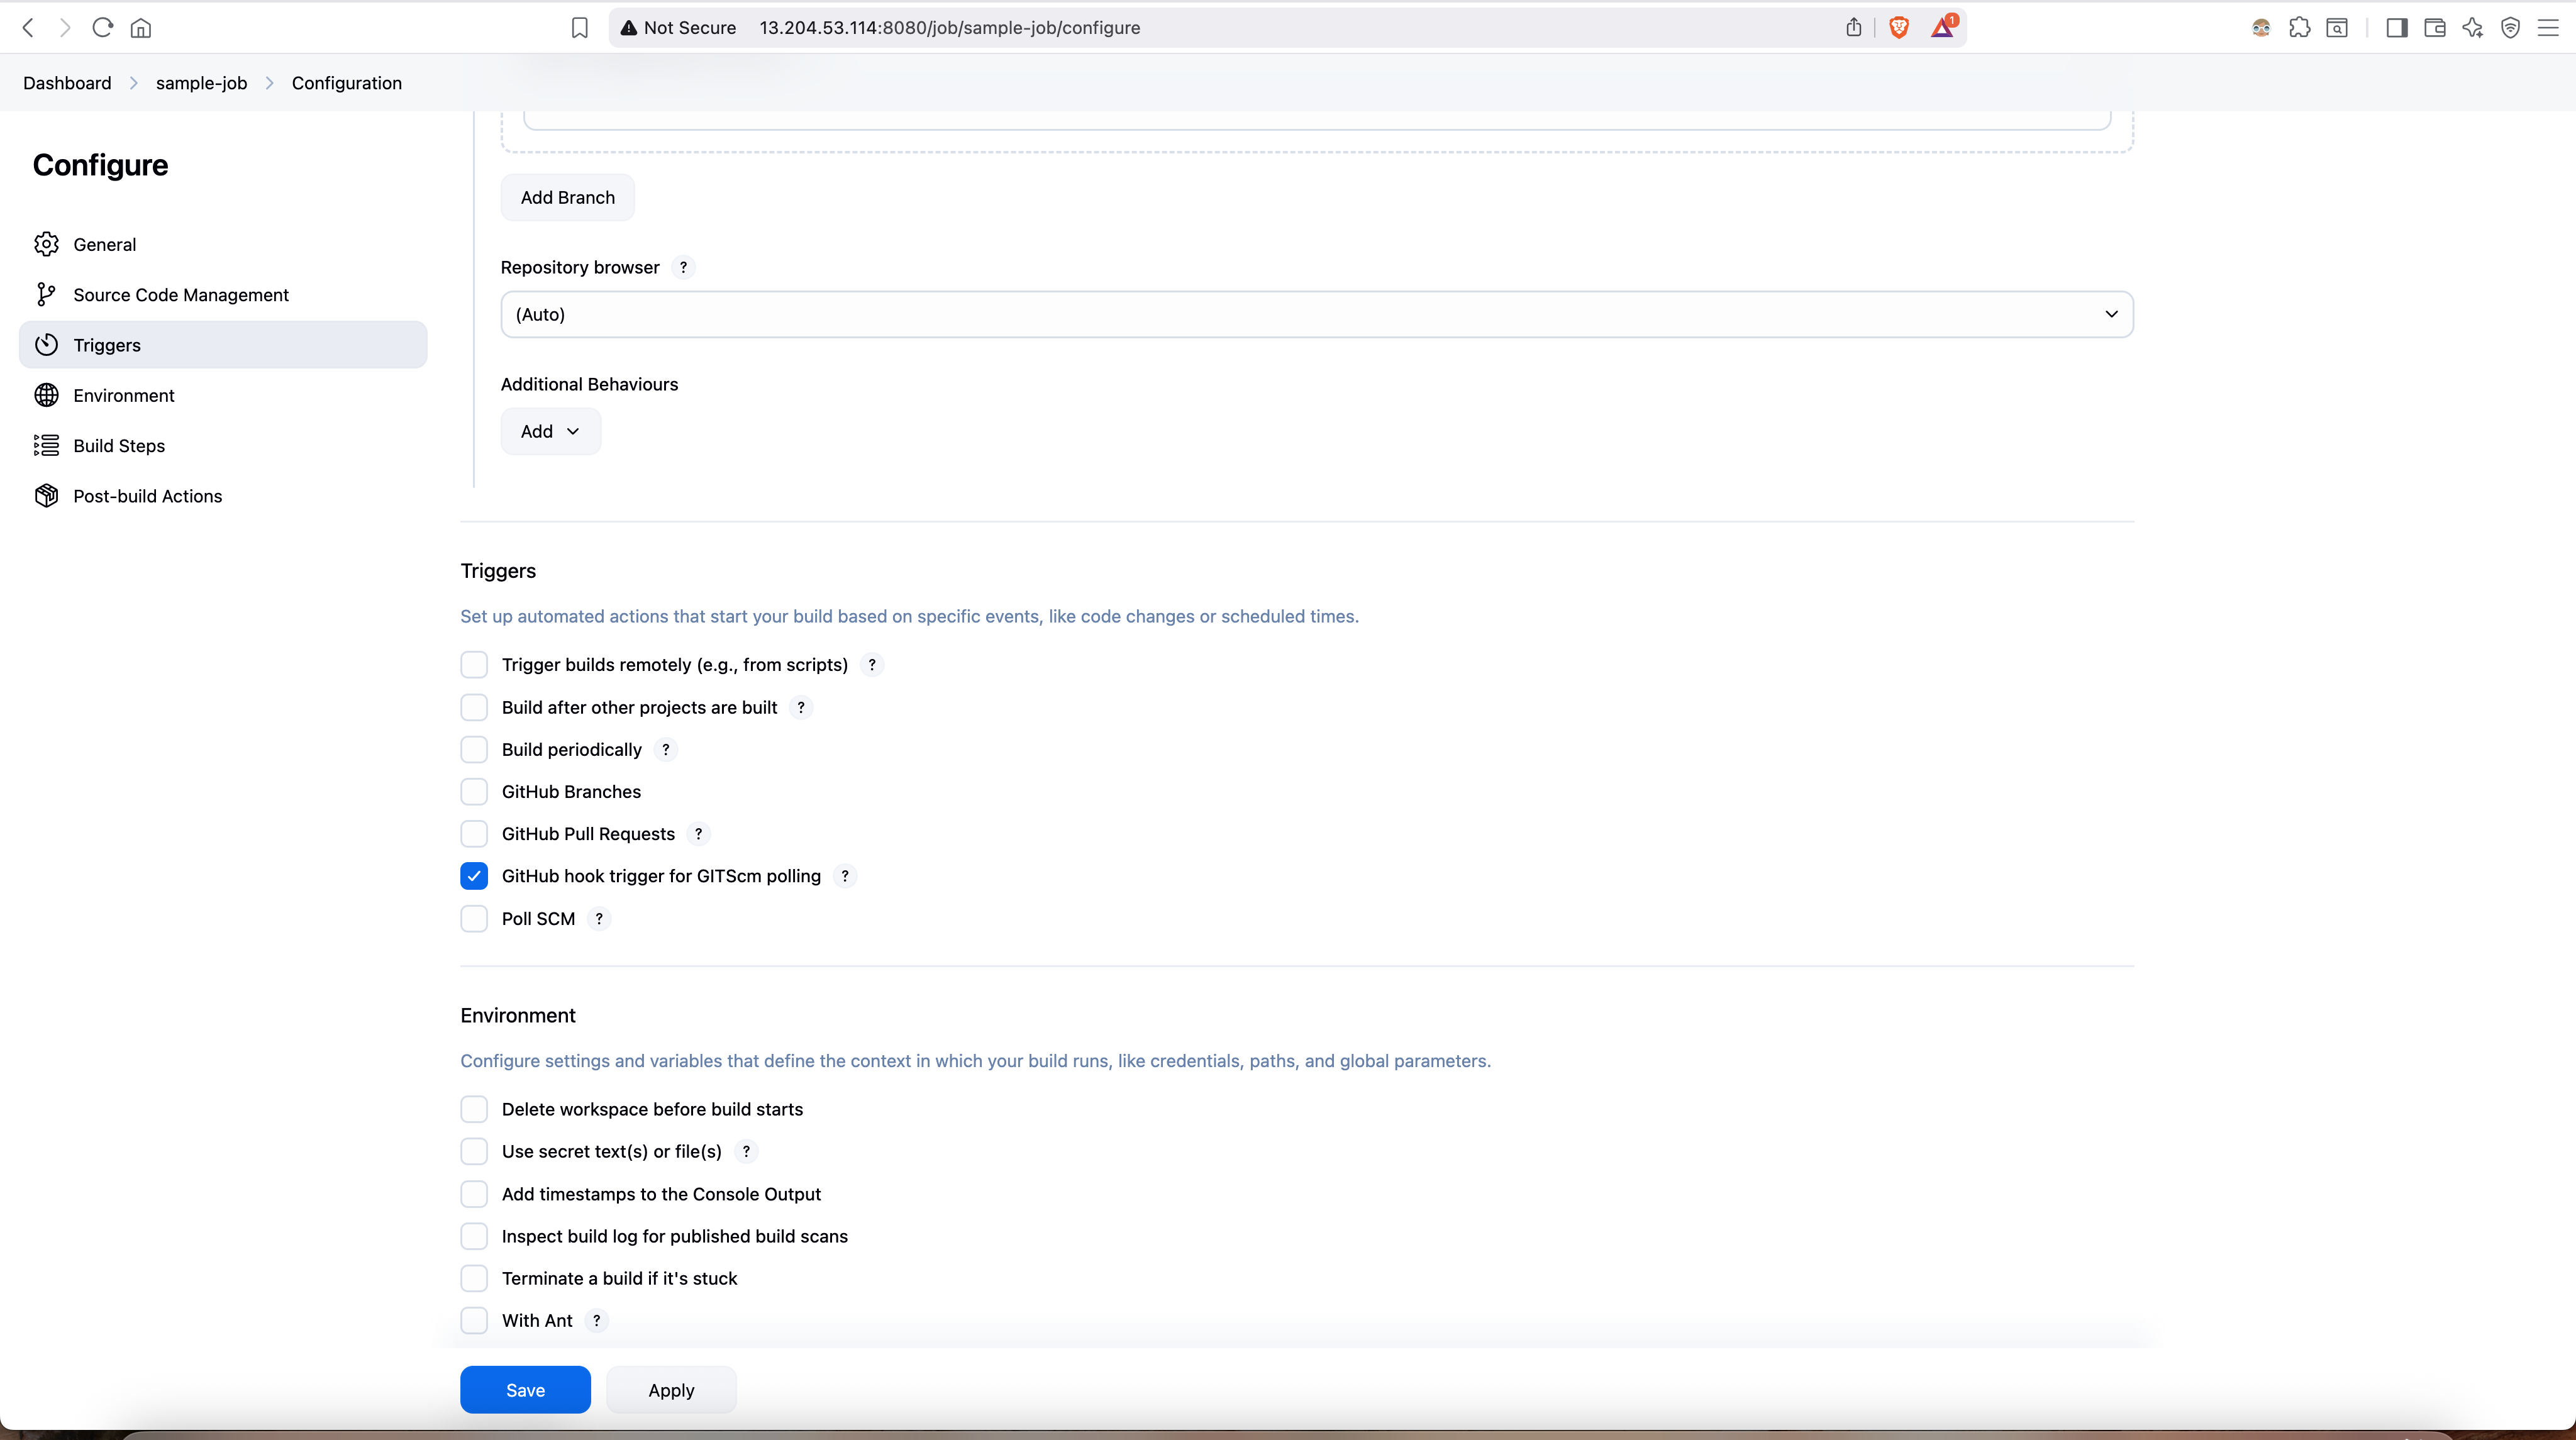 Not Secure 13.204.53.114:8080/job/sample-job/configure
1
Dashboard sample-job Configuration
Configure
General
Source Code Management
Triggers
Environment
Build Steps
Post-build Actions
Add Branch
Repository browser ?
(Auto)
Additional Behaviours
Add
Triggers
Set up automated actions that start your build based on specific events, like code changes or scheduled times.
Trigger builds remotely (e.g., from scripts) ?
Build after other projects are built ?
Build periodically ?
GitHub Branches
GitHub Pull Requests ?
GitHub hook trigger for GITScm polling ?
Poll SCM ?
Environment
Configure settings and variables that define the context in which your build runs, like credentials, paths, and global parameters.
Delete workspace before build starts
Use secret text(s) or file(s) ?
Add timestamps to the Console Output
Inspect build log for published build scans
Terminate a build if it's stuck
With Ant ?
Save Apply